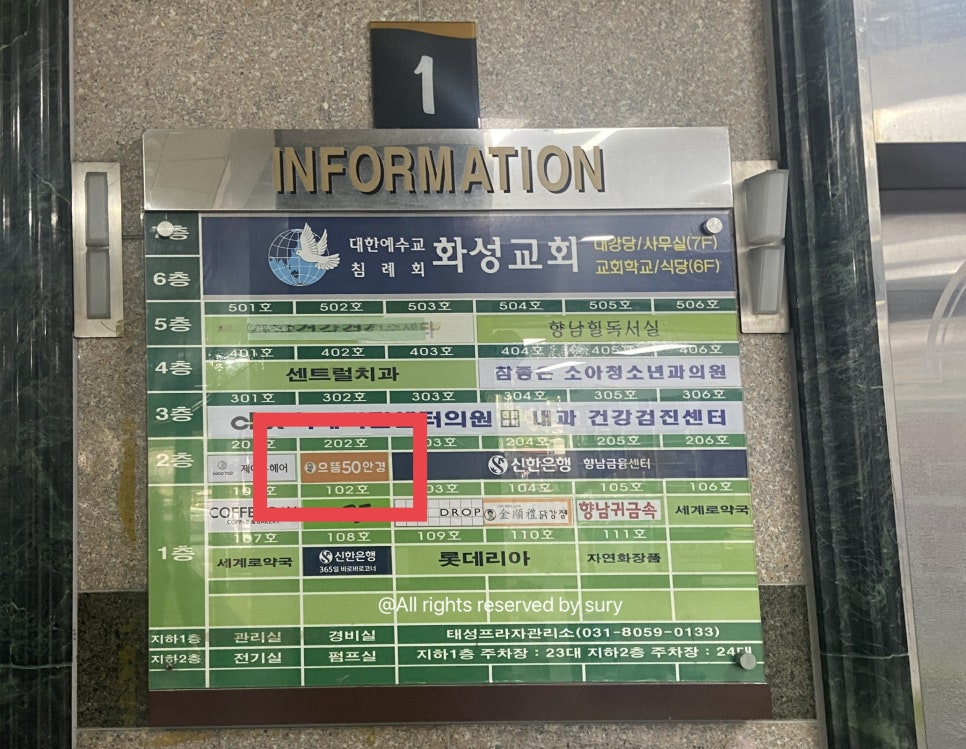 1
INFORMATION
층 대한예수교 침례회 화성교회 대강당/사무실(7F)
6층 교회학교/식당(6F)
501호 502호 503호 504호 505호 506호
5층 향남힐독서실
401호 402호 403호 404호 405호 406호
4층 센트럴치과 참좋은 소아청소년과의원
301호 302호 303호 304호 305호 306호
3층 내과 건강검진센터
202호 204호 205호 206호
2층 헤어 으뜸50안경 신한은행 향남금융센터
102호 104호 105호 106호
COFFEE DROP 향남귀금속 세계로약국
107호 108호 109호 110호 111호
1층 세계로약국 신한은행 365일 바로바로코너 롯데리아 자연화장품
@All rights reserved by sury
지하1층 관리실 경비실 태성프라자관리소(031-8059-0133)
지하2층 전기실 펌프실 지하1층 주차장 : 23대 지하2층 주차장 : 24대